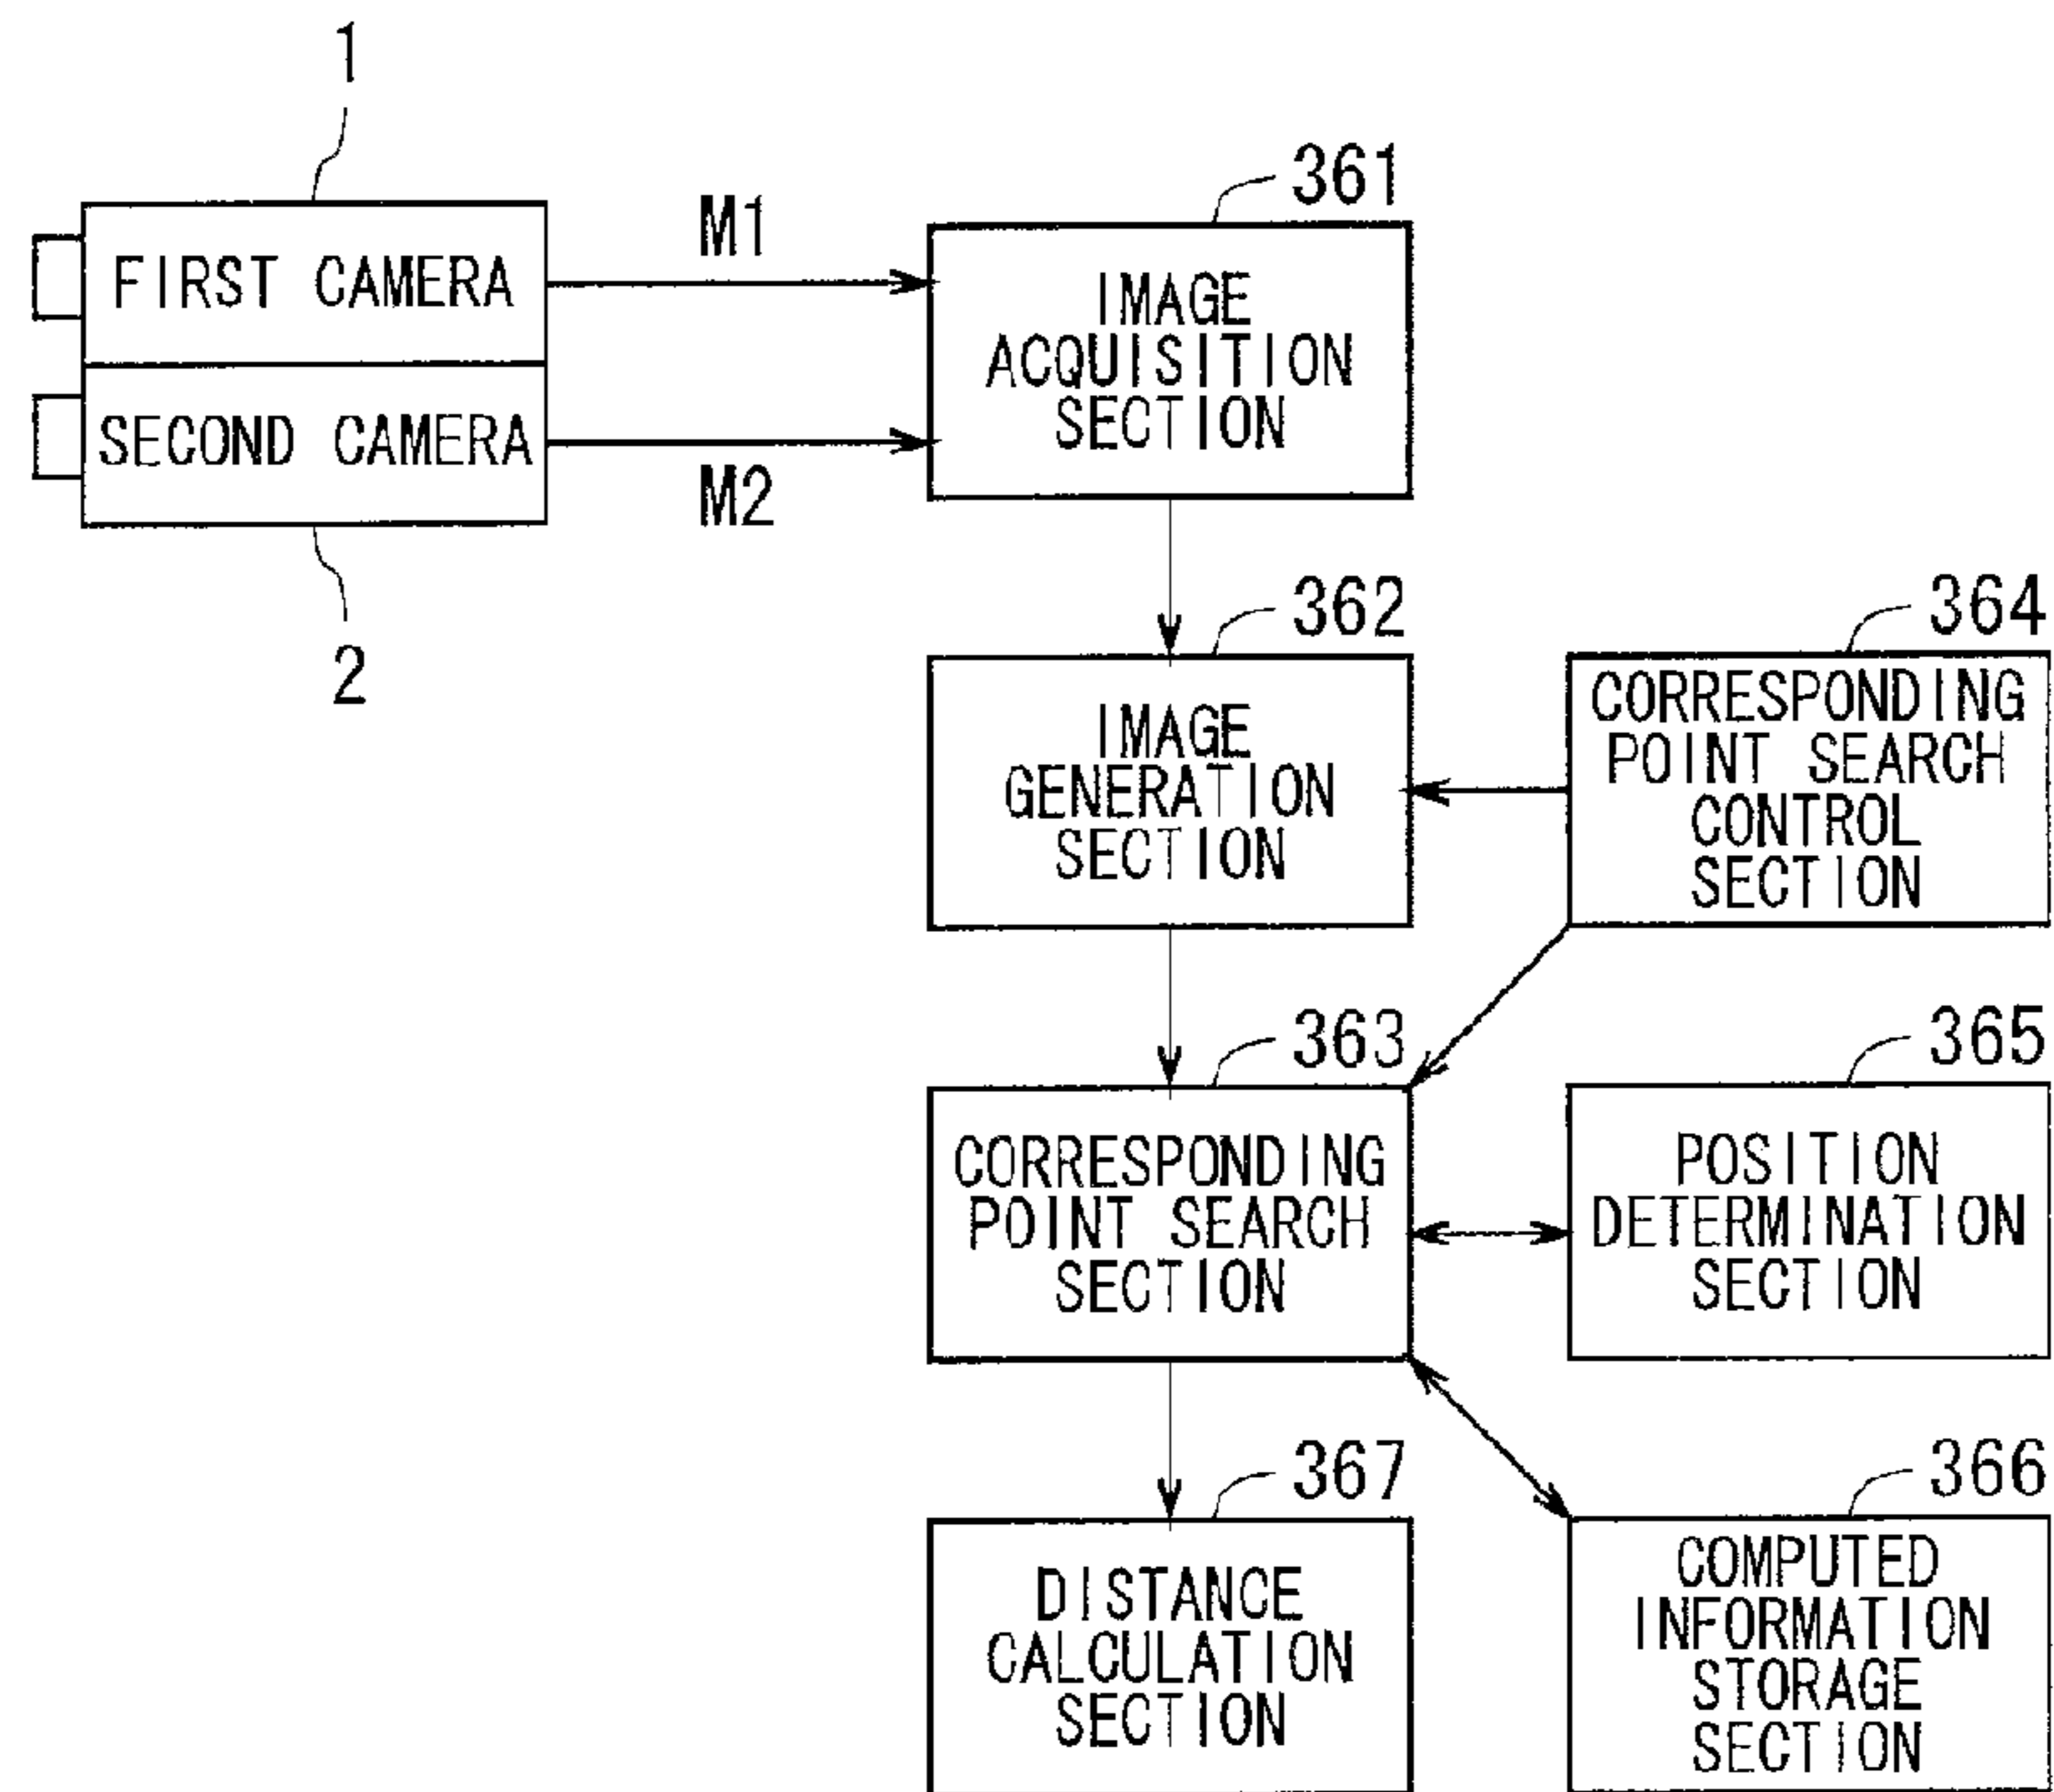 1
FIRST CAMERA
SECOND CAMERA
2
M1
M2
361
IMAGE
ACQUISITION
SECTION
362
IMAGE
GENERATION
SECTION
364
CORRESPONDING
POINT SEARCH
CONTROL
SECTION
363
CORRESPONDING
POINT SEARCH
SECTION
365
POSITION
DETERMINATION
SECTION
367
DISTANCE
CALCULATION
SECTION
366
COMPUTED
INFORMATION
STORAGE
SECTION